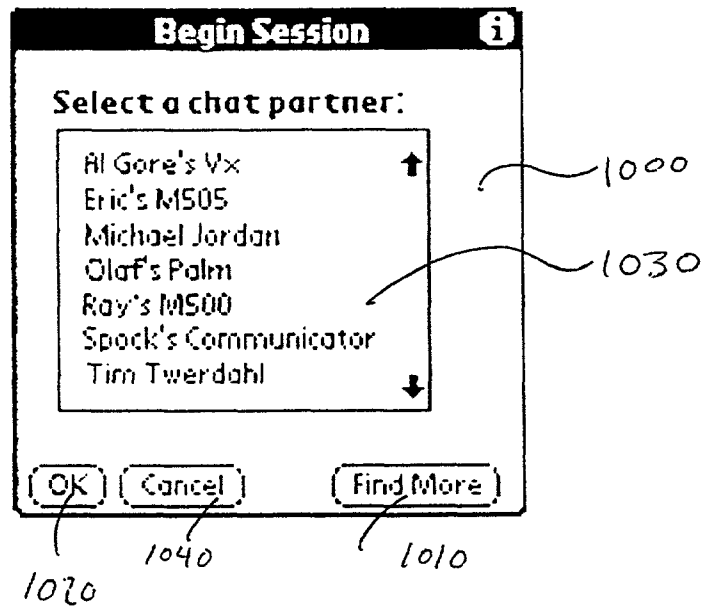 Begin Session i
Select a chat partner:
Al Gore's Vx
Eric's M505
Michael Jordan
Olaf's Palm
Ray's M500
Spock's Communicator
Tim Twerdahl
OK Cancel Find More
1000
1030
1020
1040
1010